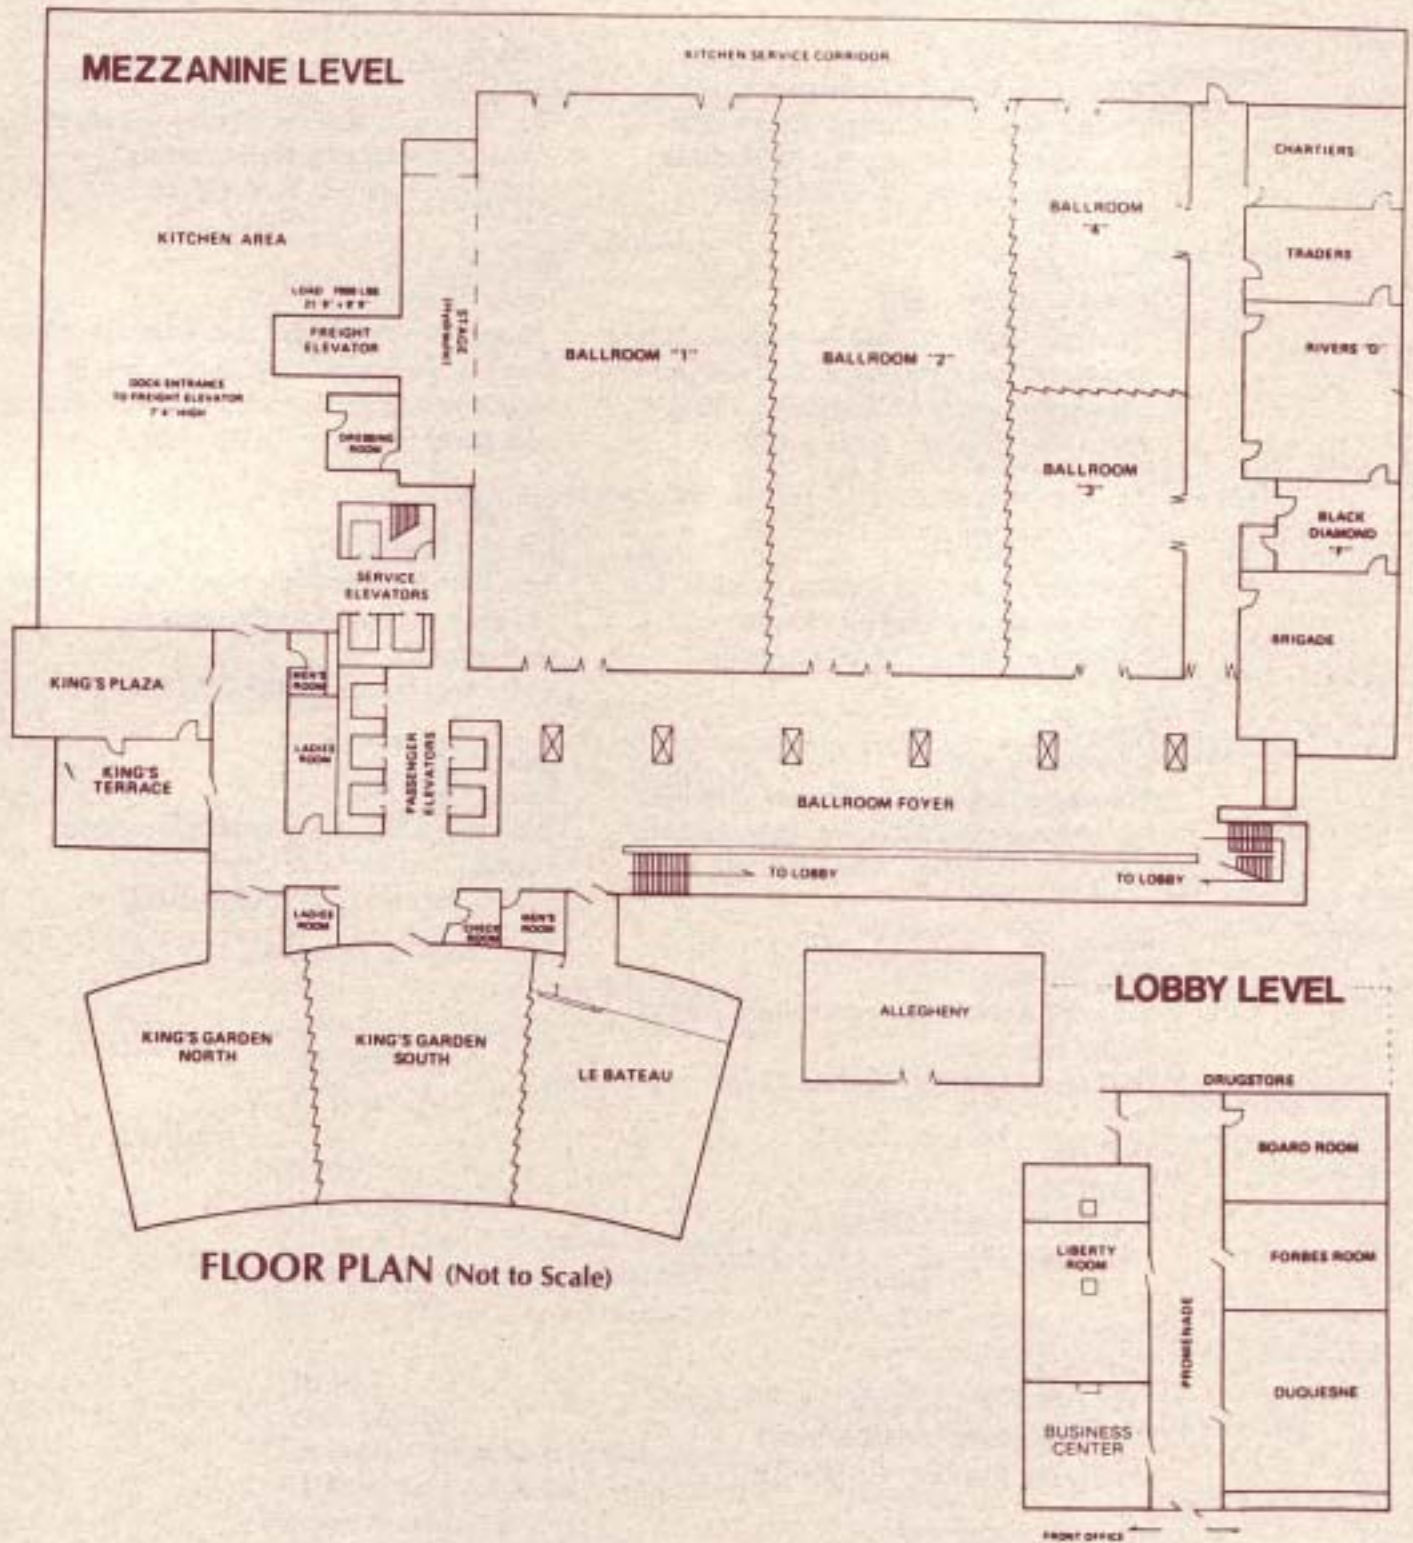 MEZZANINE LEVEL
KITCHEN SERVICE CORRIDOR
CHARTIERS
BALLROOM
"4"
KITCHEN AREA
TRADERS
LOAD
FREIGHT
ELEVATOR
STAGE
(Hydraulic)
BALLROOM "1"
BALLROOM "2"
RIVERS "D"
DOCK ENTRANCE
TO FREIGHT ELEVATOR
HIGH
DRESSING
ROOM
BALLROOM
"3"
BLACK
DIAMOND
"F"
SERVICE
ELEVATORS
BRIGADE
KING'S PLAZA
MEN'S
ROOM
LADIES
ROOM
PASSENGER
ELEVATORS
KING'S
TERRACE
BALLROOM FOYER
TO LOBBY
TO LOBBY
LADIES
ROOM
CHECK
ROOM
MEN'S
ROOM
KING'S GARDEN
NORTH
KING'S GARDEN
SOUTH
LE BATEAU
ALLEGHENY
LOBBY LEVEL
DRUGSTORE
BOARD ROOM
LIBERTY
ROOM
FORBES ROOM
PROMENADE
DUQUESNE
BUSINESS
CENTER
FRONT OFFICE
FLOOR PLAN (Not to Scale)